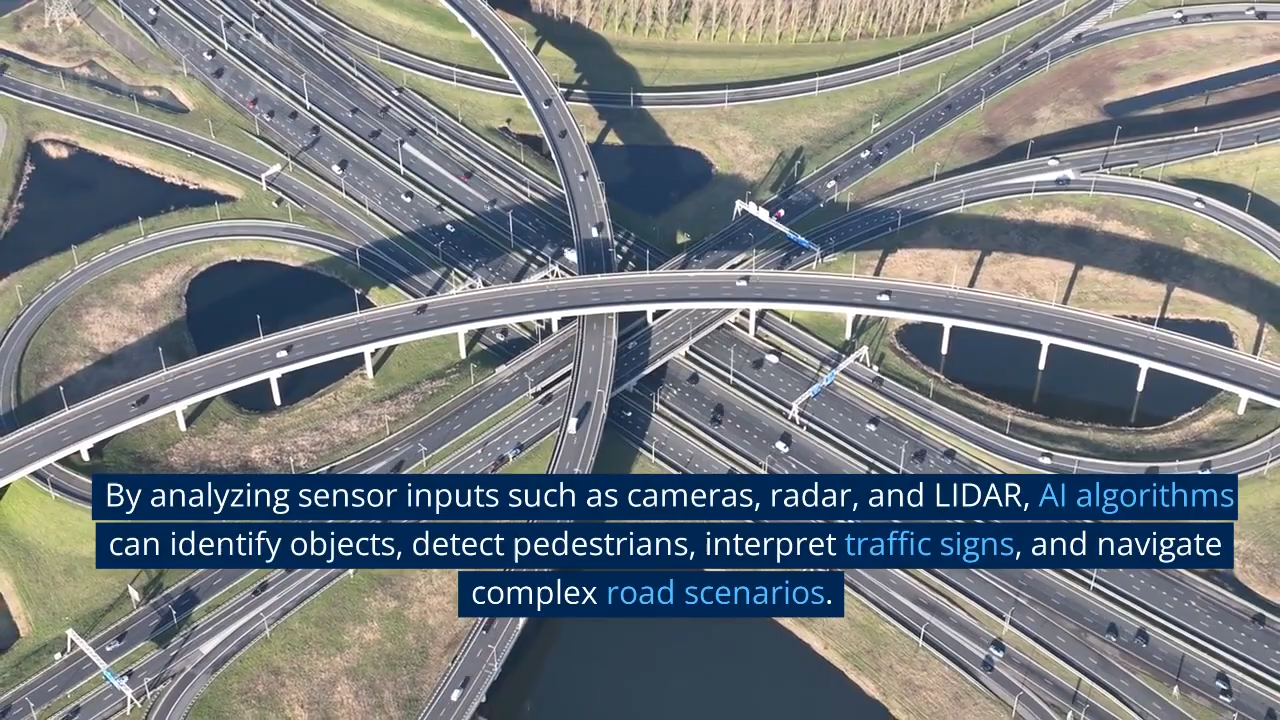 By analyzing sensor inputs such as cameras, radar, and LIDAR, AI algorithms
can identify objects, detect pedestrians, interpret traffic signs, and navigate
complex road scenarios.